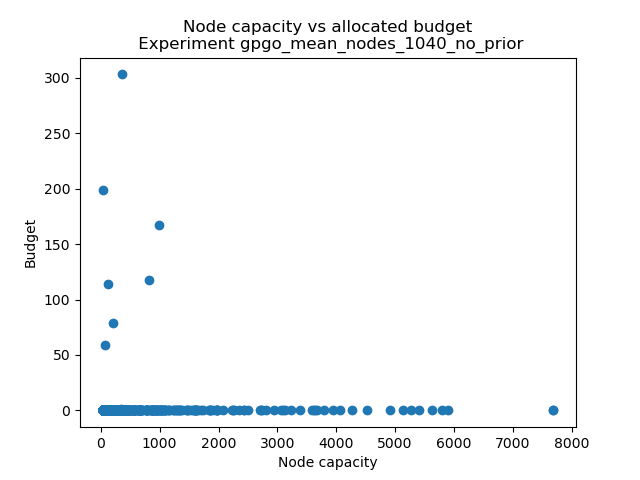 Node capacity vs allocated budget
Experiment gpgo_mean_nodes_1040_no_prior
300
250
200
150
100
50
0
Budget
0 1000 2000 3000 4000 5000 6000 7000 8000
Node capacity